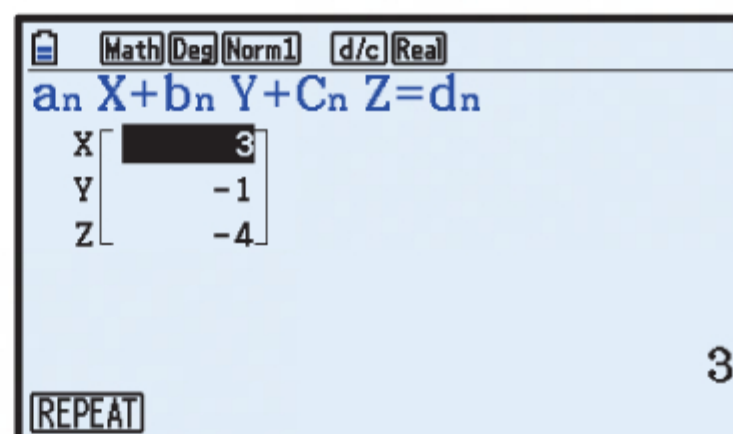 Math Deg Norm1 d/c Real
an X+bn Y+Cn Z=dn
X 3
Y -1
Z -4
3
REPEAT